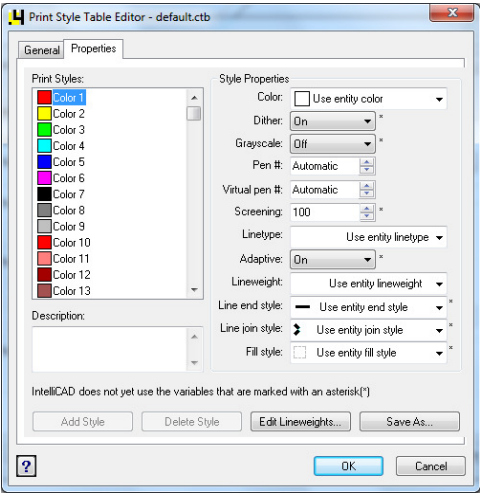 Print Style Table Editor - default.ctb
General Properties
Print Styles:
Color 1
Color 2
Color 3
Color 4
Color 5
Color 6
Color 7
Color 8
Color 9
Color 10
Color 11
Color 12
Color 13
Description:
Style Properties
Color: Use entity color
Dither: On *
Grayscale: Off *
Pen #: Automatic
Virtual pen #: Automatic
Screening: 100 *
Linetype: Use entity linetype
Adaptive: On *
Lineweight: Use entity lineweight
Line end style: Use entity end style *
Line join style: Use entity join style *
Fill style: Use entity fill style *
IntelliCAD does not yet use the variables that are marked with an asterisk(*)
Add Style Delete Style Edit Lineweights... Save As...
? OK Cancel